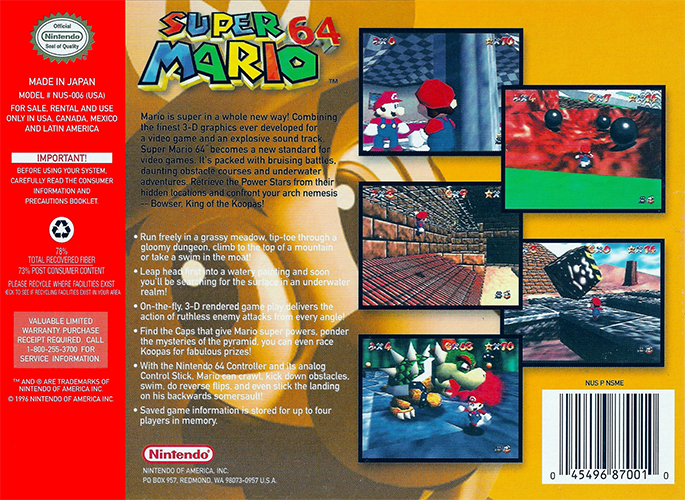 Official
Nintendo
Seal of Quality
MADE IN JAPAN
MODEL # NUS-006 (USA)
FOR SALE, RENTAL AND USE
ONLY IN USA, CANADA, MEXICO
AND LATIN AMERICA
IMPORTANT!
BEFORE USING YOUR SYSTEM,
CAREFULLY READ THE CONSUMER
INFORMATION AND
PRECAUTIONS BOOKLET.
78%
TOTAL RECOVERED FIBER
73% POST CONSUMER CONTENT
PLEASE RECYCLE WHERE FACILITIES EXIST
ECK TO SEE IF RECYCLING FACILITIES EXIST IN YOUR AREA
VALUABLE LIMITED
WARRANTY PURCHASE
RECEIPT REQUIRED. CALL
1-800-255-3700 FOR
SERVICE INFORMATION.
™ AND ® ARE TRADEMARKS OF
NINTENDO OF AMERICA INC.
© 1996 NINTENDO OF AMERICA INC.
SUPER
MARIO 64
™
Mario is super in a whole new way! Combining
the finest 3-D graphics ever developed for
a video game and an explosive sound track,
Super Mario 64 becomes a new standard for
video games. It's packed with bruising battles,
daunting obstacle courses and underwater
adventures. Retrieve the Power Stars from their
hidden locations and confront your arch nemesis
-- Bowser, King of the Koopas!
• Run freely in a grassy meadow, tip-toe through a
gloomy dungeon, climb to the top of a mountain
or take a swim in the moat!
• Leap head first into a watery painting and soon
you'll be searching for the surface in an underwater
realm!
• On-the-fly, 3-D rendered game play delivers the
action of ruthless enemy attacks from every angle!
• Find the Caps that give Mario super powers, ponder
the mysteries of the pyramid, you can even race
Koopas for fabulous prizes!
• With the Nintendo 64 Controller and its analog
Control Stick, Mario can crawl, kick down obstacles,
swim, do reverse flips, and even stick the landing
on his backwards somersault!
• Saved game information is stored for up to four
players in memory.
Nintendo
NINTENDO OF AMERICA, INC.
PO BOX 957, REDMOND, WA 98073-0957 U.S.A.
NUS P NSME
0 45496 87001 0